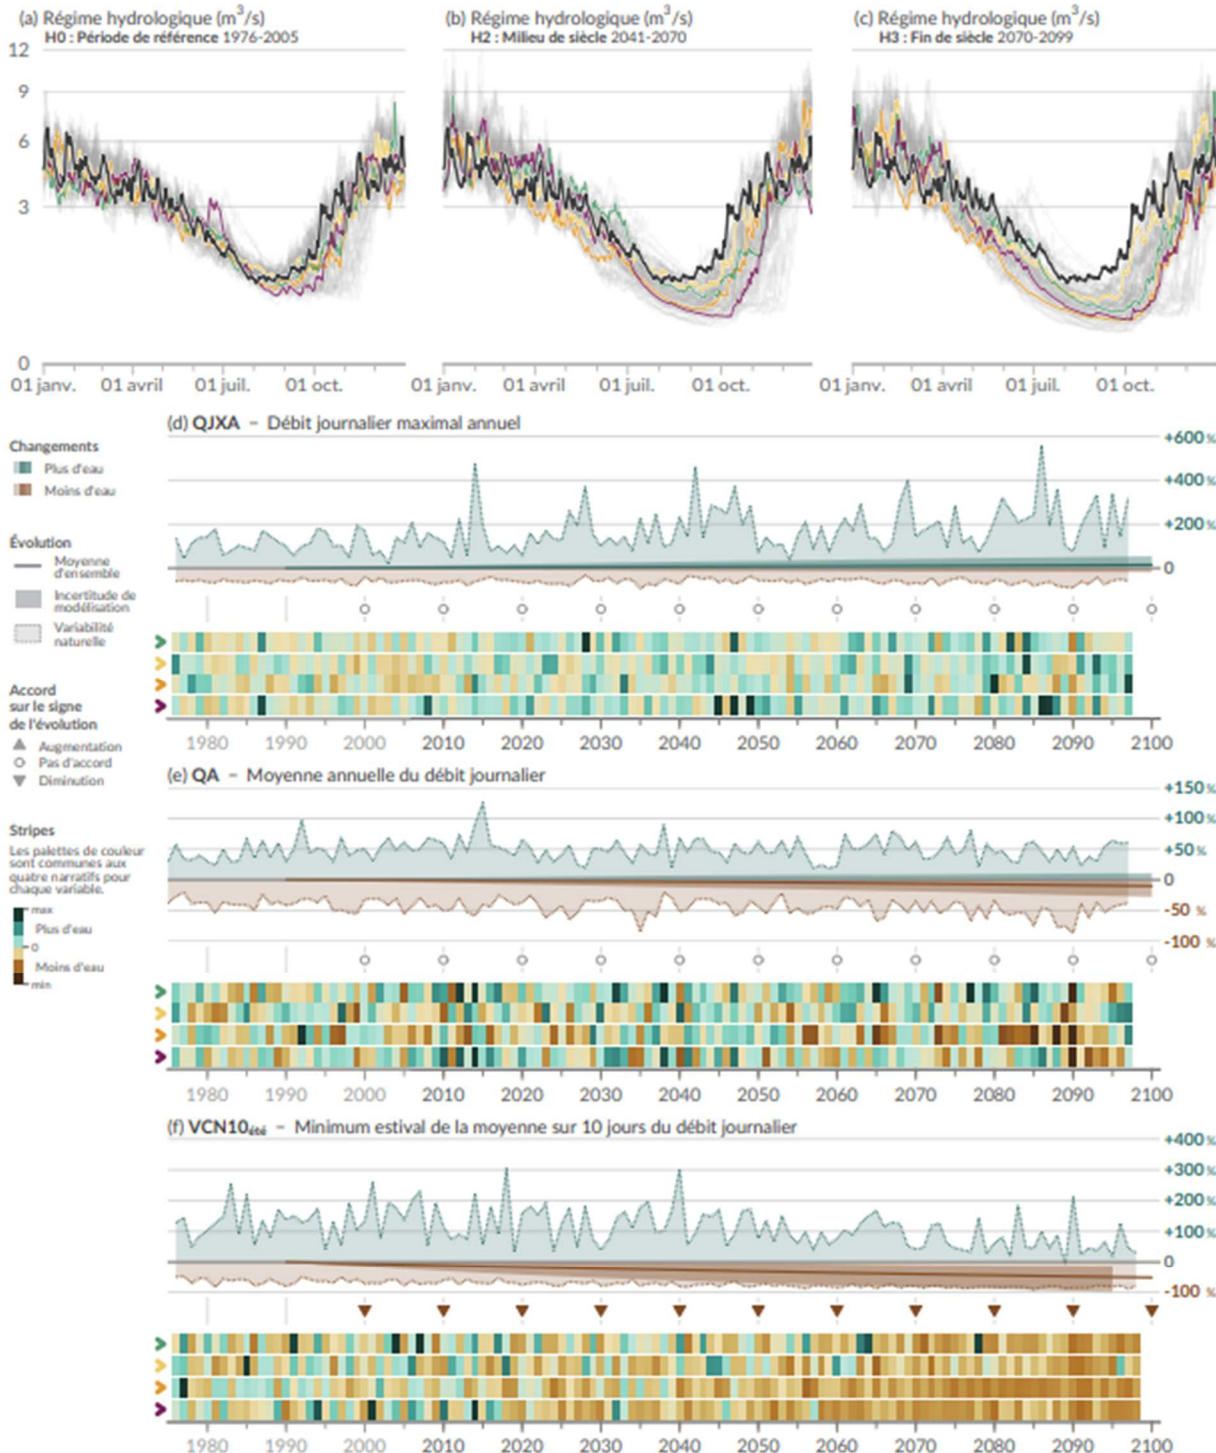 (a) Régime hydrologique (m³/s)
H0 : Période de référence 1976-2005
(b) Régime hydrologique (m³/s)
H2 : Milieu de siècle 2041-2070
(c) Régime hydrologique (m³/s)
H3 : Fin de siècle 2070-2099
12
9
6
3
0
01 janv. 01 avril 01 juil. 01 oct.
01 janv. 01 avril 01 juil. 01 oct.
01 janv. 01 avril 01 juil. 01 oct.
(d) QJXA – Débit journalier maximal annuel
+600 %
+400 %
+200 %
0
1980 1990 2000 2010 2020 2030 2040 2050 2060 2070 2080 2090 2100
Changements
Plus d'eau
Moins d'eau
Évolution
Moyenne
d'ensemble
Incertitude de
modélisation
Variabilité
naturelle
Accord
sur le signe
de l'évolution
Augmentation
Pas d'accord
Diminution
Stripes
Les palettes de couleur
sont communes aux
quatre narratifs pour
chaque variable.
max
Plus d'eau
0
Moins d'eau
min
(e) QA – Moyenne annuelle du débit journalier
+150 %
+100 %
+50 %
0
-50 %
-100 %
1980 1990 2000 2010 2020 2030 2040 2050 2060 2070 2080 2090 2100
(f) VCN10été – Minimum estival de la moyenne sur 10 jours du débit journalier
+400 %
+300 %
+200 %
+100 %
0
-100 %
1980 1990 2000 2010 2020 2030 2040 2050 2060 2070 2080 2090 2100